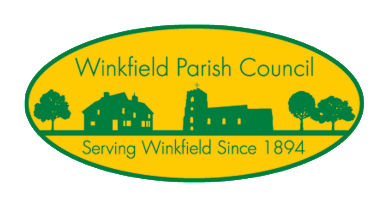 Winkfield Parish Council
Serving Winkfield Since 1894